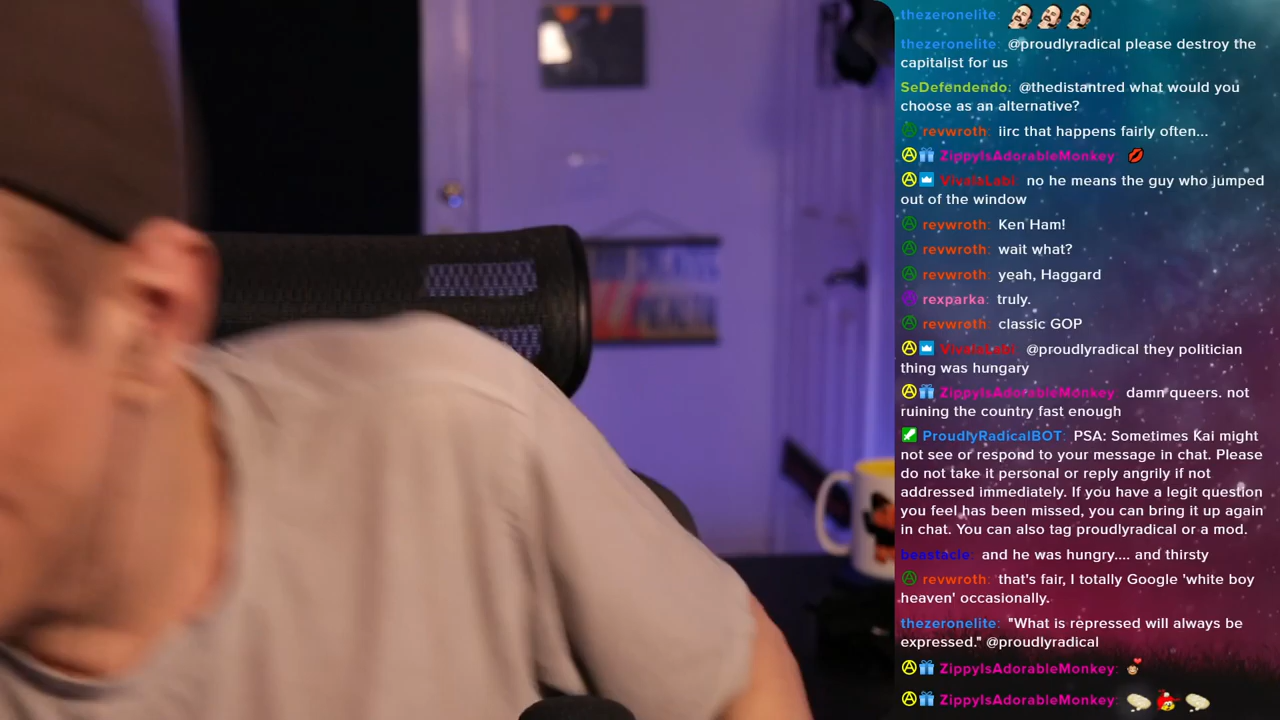 thezeronelite:
thezeronelite: @proudlyradical please destroy the
capitalist for us
SeDefendendo: @thedistantred what would you
choose as an alternative?
revwroth: iirc that happens fairly often...
ZippyIsAdorableMonkey:
VivalaLabi: no he means the guy who jumped
out of the window
revwroth: Ken Ham!
revwroth: wait what?
revwroth: yeah, Haggard
rexparka: truly.
revwroth: classic GOP
VivalaLabi: @proudlyradical they politician
thing was hungary
ZippyIsAdorableMonkey: damn queers. not
ruining the country fast enough
ProudlyRadicalBOT: PSA: Sometimes Kai might
not see or respond to your message in chat. Please
do not take it personal or reply angrily if not
addressed immediately. If you have a legit question
you feel has been missed, you can bring it up again
in chat. You can also tag proudlyradical or a mod.
beastacle: and he was hungry.... and thirsty
revwroth: that's fair, I totally Google 'white boy
heaven' occasionally.
thezeronelite: "What is repressed will always be
expressed." @proudlyradical
ZippyIsAdorableMonkey:
ZippyIsAdorableMonkey: